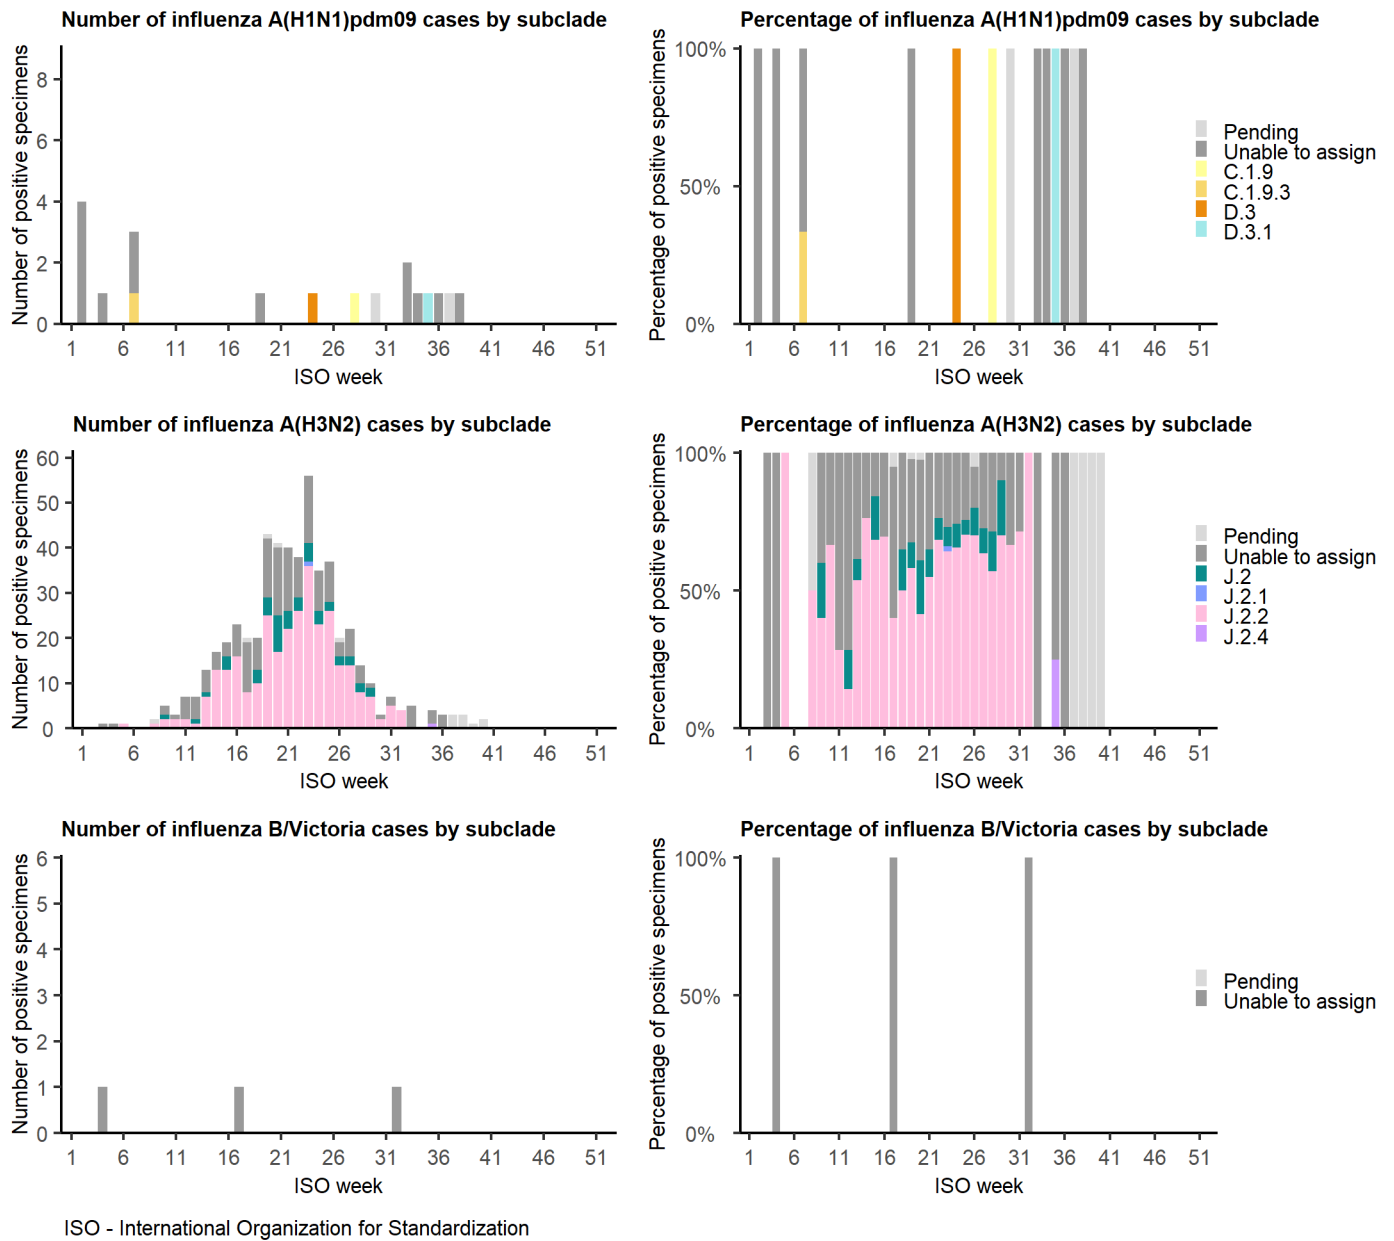 Number of influenza A(H1N1)pdm09 cases by subclade
Number of positive specimens
8
6
4
2
0
1 6 11 16 21 26 31 36 41 46 51
ISO week
Percentage of influenza A(H1N1)pdm09 cases by subclade
Percentage of positive specimens
100%
50%
0%
1 6 11 16 21 26 31 36 41 46 51
ISO week
Pending
Unable to assign
C.1.9
C.1.9.3
D.3
D.3.1
Number of influenza A(H3N2) cases by subclade
Number of positive specimens
60
50
40
30
20
10
0
1 6 11 16 21 26 31 36 41 46 51
ISO week
Percentage of influenza A(H3N2) cases by subclade
Percentage of positive specimens
100%
50%
0%
1 6 11 16 21 26 31 36 41 46 51
ISO week
Pending
Unable to assign
J.2
J.2.1
J.2.2
J.2.4
Number of influenza B/Victoria cases by subclade
Number of positive specimens
6
5
4
3
2
1
0
1 6 11 16 21 26 31 36 41 46 51
ISO week
Percentage of influenza B/Victoria cases by subclade
Percentage of positive specimens
100%
50%
0%
1 6 11 16 21 26 31 36 41 46 51
ISO week
Pending
Unable to assign
ISO - International Organization for Standardization